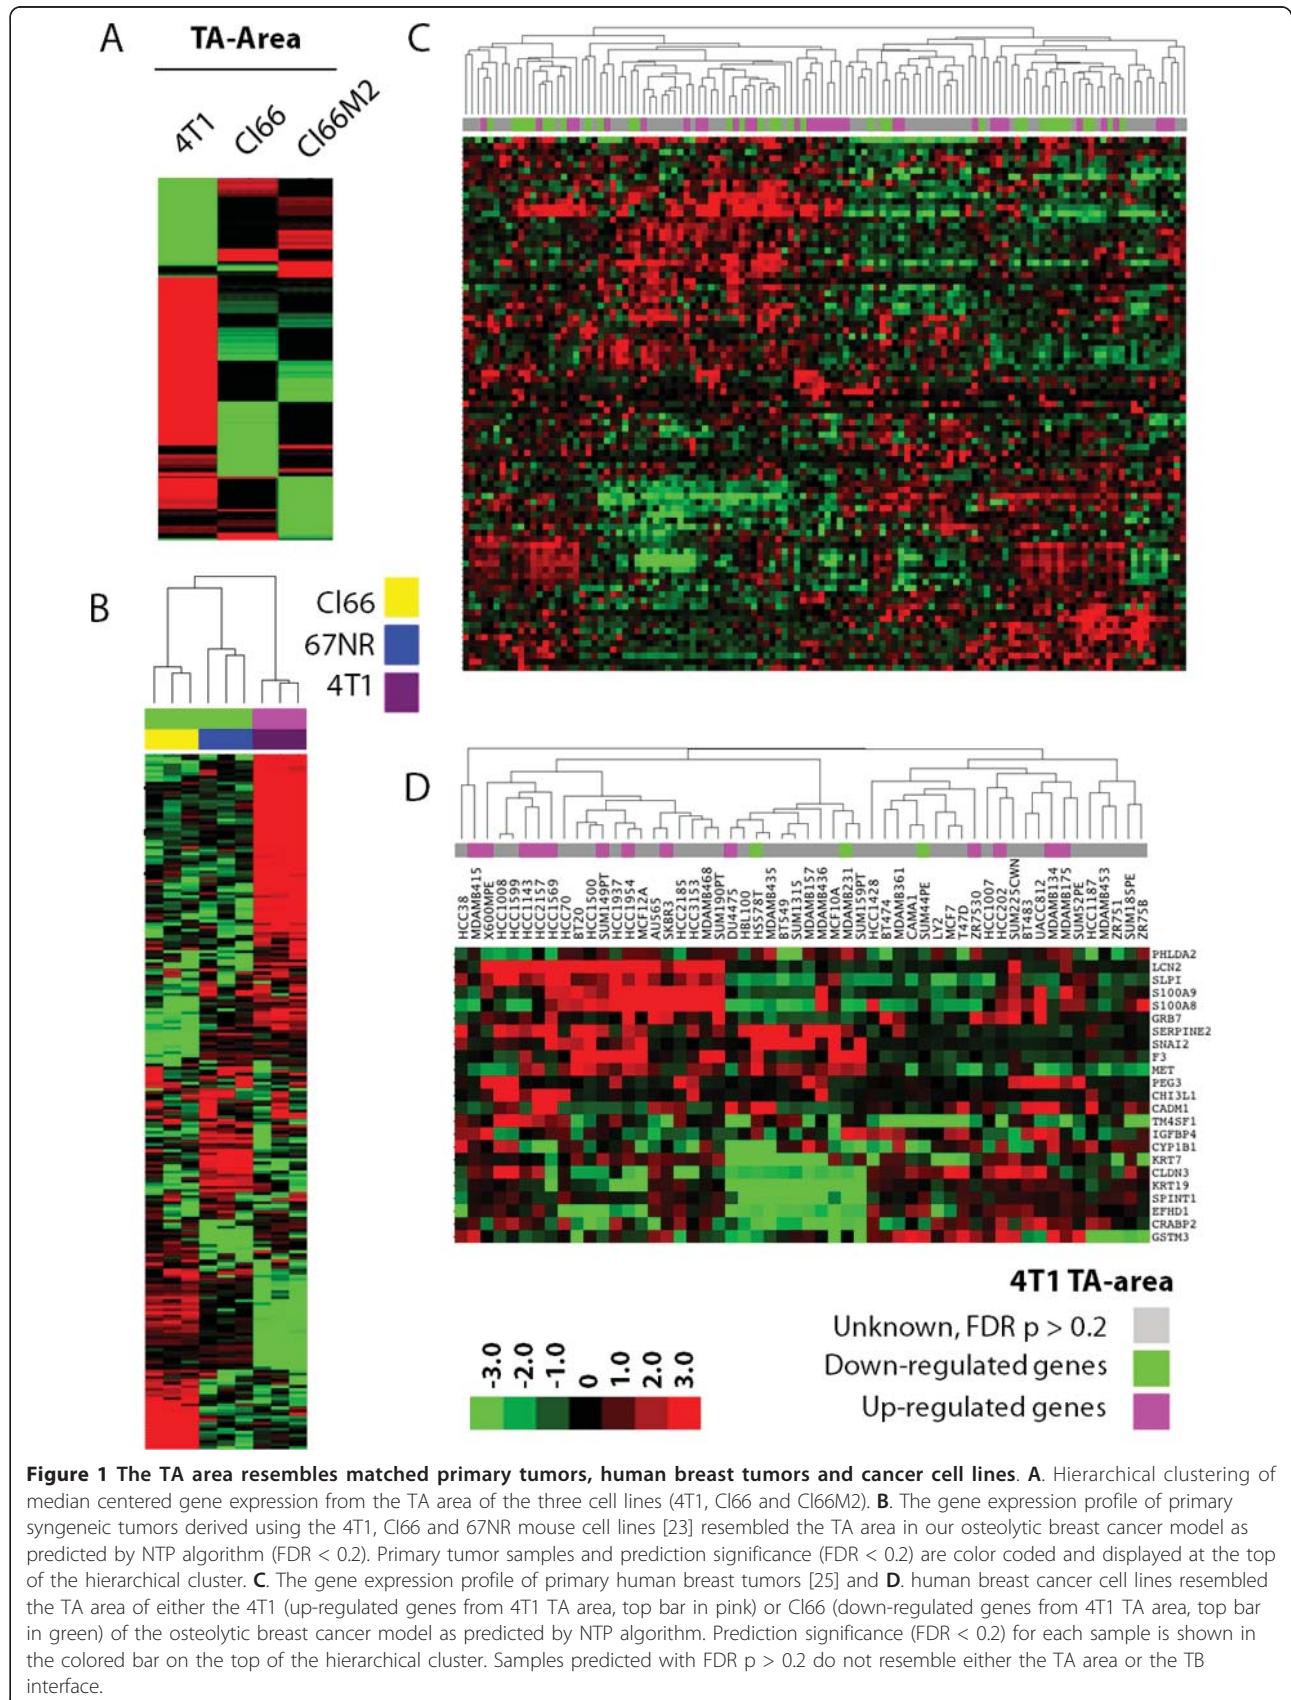 A
TA-Area
4T1
Cl66
Cl66M2
B
Cl66
67NR
4T1
C
D
HCC38
MDAMB415
X600MPE
HCC1008
HCC1599
HCC1143
HCC2157
HCC1569
HCC70
BT20
HCC1500
SUM149PT
HCC1937
HCC1954
MCF12A
AU565
SKBR3
HCC2185
HCC3153
MDAMB468
SUM190PT
DU4475
HBL100
HS578T
MDAMB435
BT549
SUM1315
MDAMB157
MDAMB436
MCF10A
MDAMB231
SUM159PT
HCC1428
BT474
MDAMB361
CAMA1
SUM44PE
LY2
MCF7
T47D
ZR7530
HCC1007
HCC202
SUM225CWN
BT483
UACC812
MDAMB134
MDAMB175
SUM52PE
HCC1187
MDAMB453
ZR751
SUM185PE
ZR75B
PHLDA2
LCN2
SLPI
S100A9
S100A8
GRB7
SERPINE2
SNAI2
F3
MET
PEG3
CHI3L1
CADM1
TM4SF1
IGFBP4
CYP1B1
KRT7
CLDN3
KRT19
SPINT1
EFHD1
CRABP2
GSTM3
4T1 TA-area
Unknown, FDR p > 0.2
Down-regulated genes
Up-regulated genes
-3.0
-2.0
-1.0
0
1.0
2.0
3.0
Figure 1 The TA area resembles matched primary tumors, human breast tumors and cancer cell lines. A. Hierarchical clustering of
median centered gene expression from the TA area of the three cell lines (4T1, Cl66 and Cl66M2). B. The gene expression profile of primary
syngeneic tumors derived using the 4T1, Cl66 and 67NR mouse cell lines [23] resembled the TA area in our osteolytic breast cancer model as
predicted by NTP algorithm (FDR < 0.2). Primary tumor samples and prediction significance (FDR < 0.2) are color coded and displayed at the top
of the hierarchical cluster. C. The gene expression profile of primary human breast tumors [25] and D. human breast cancer cell lines resembled
the TA area of either the 4T1 (up-regulated genes from 4T1 TA area, top bar in pink) or Cl66 (down-regulated genes from 4T1 TA area, top bar
in green) of the osteolytic breast cancer model as predicted by NTP algorithm. Prediction significance (FDR < 0.2) for each sample is shown in
the colored bar on the top of the hierarchical cluster. Samples predicted with FDR p > 0.2 do not resemble either the TA area or the TB
interface.